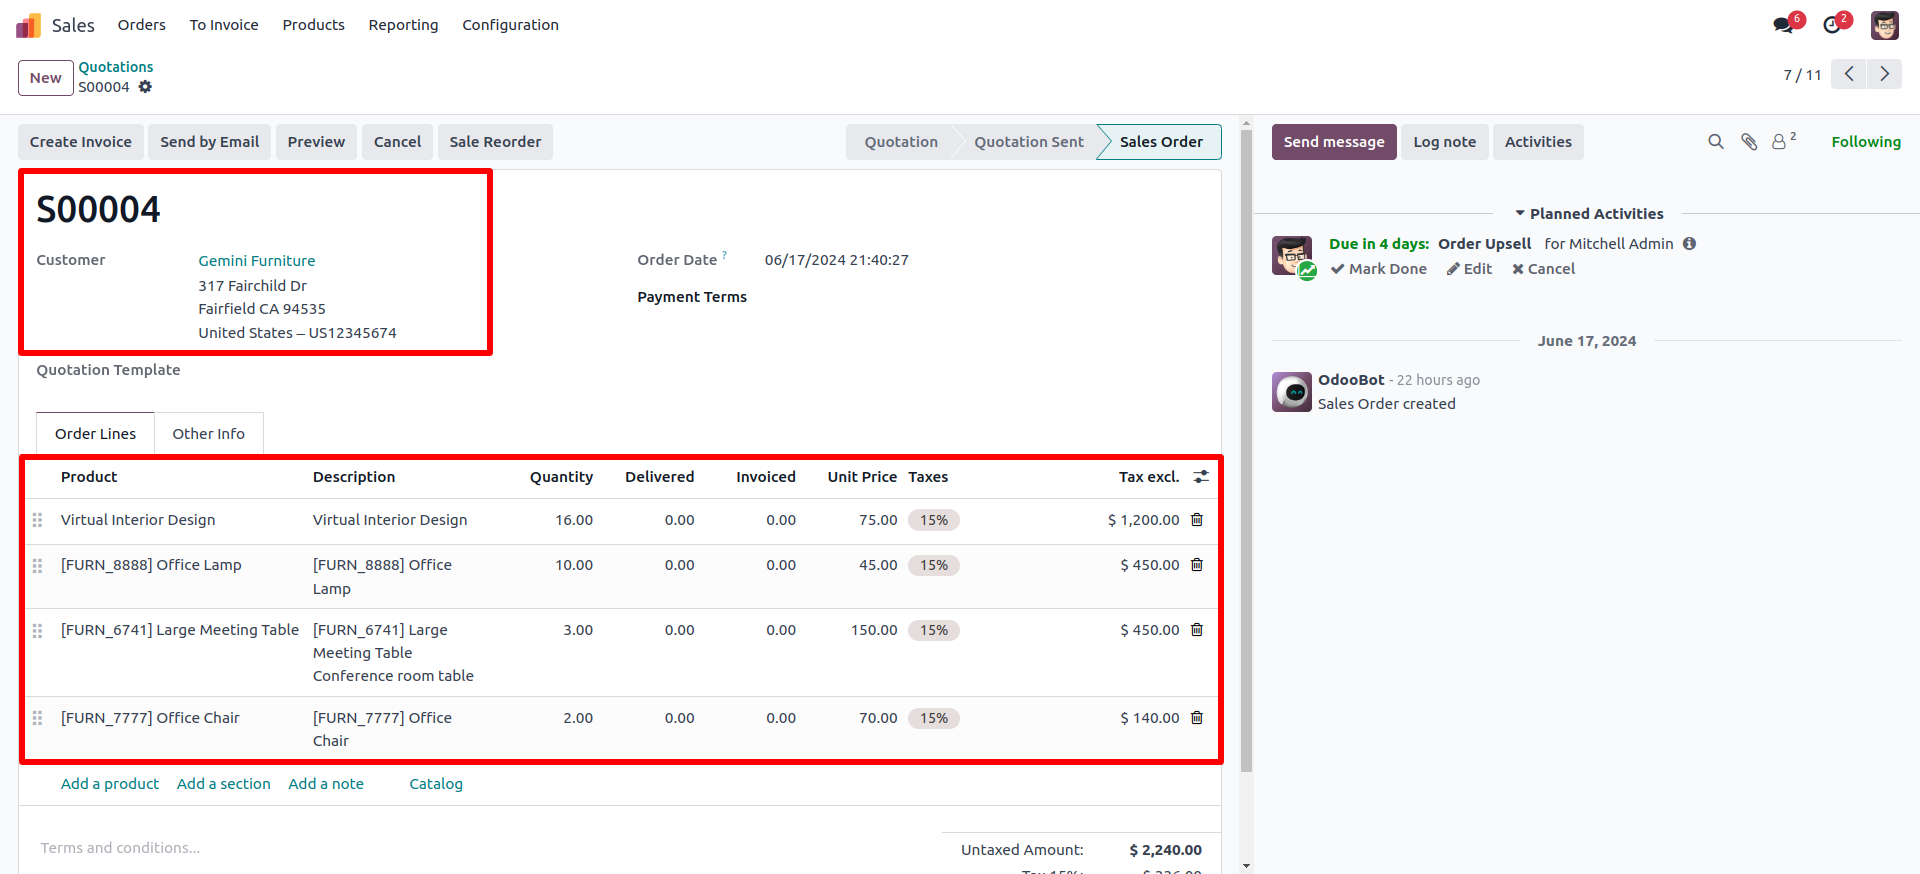 Sales Orders To Invoice Products Reporting Configuration 6 2
New Quotations
S00004
7 / 11
Create Invoice Send by Email Preview Cancel Sale Reorder Quotation Quotation Sent Sales Order
Send message Log note Activities 2 Following
S00004
Customer Gemini Furniture
317 Fairchild Dr
Fairfield CA 94535
United States – US12345674
Order Date ? 06/17/2024 21:40:27
Payment Terms
Quotation Template
Order Lines Other Info
Product Description Quantity Delivered Invoiced Unit Price Taxes Tax excl.
Virtual Interior Design Virtual Interior Design 16.00 0.00 0.00 75.00 15% $ 1,200.00
[FURN_8888] Office Lamp [FURN_8888] Office 10.00 0.00 0.00 45.00 15% $ 450.00
Lamp
[FURN_6741] Large Meeting Table [FURN_6741] Large 3.00 0.00 0.00 150.00 15% $ 450.00
Meeting Table
Conference room table
[FURN_7777] Office Chair [FURN_7777] Office 2.00 0.00 0.00 70.00 15% $ 140.00
Chair
Add a product Add a section Add a note Catalog
Terms and conditions...
Untaxed Amount: $ 2,240.00
Tax 15%: $ 336.00
Planned Activities
Due in 4 days: Order Upsell for Mitchell Admin
Mark Done Edit Cancel
June 17, 2024
OdooBot - 22 hours ago
Sales Order created